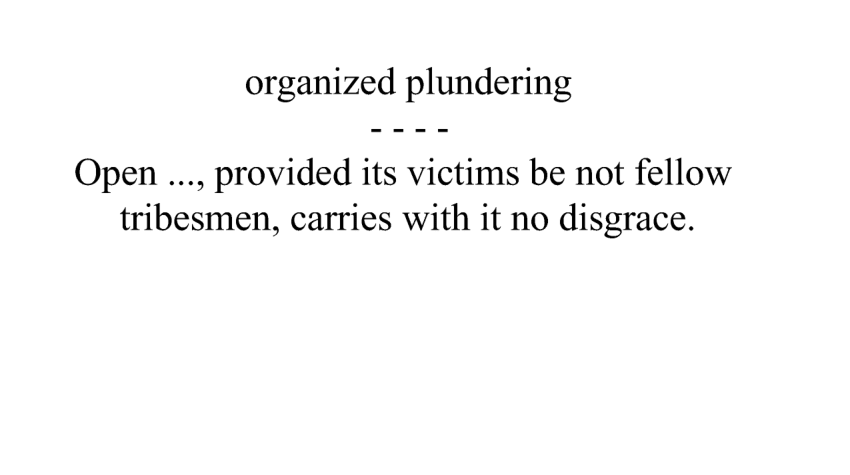 organized plundering
- - - -
Open ..., provided its victims be not fellow
tribesmen, carries with it no disgrace.